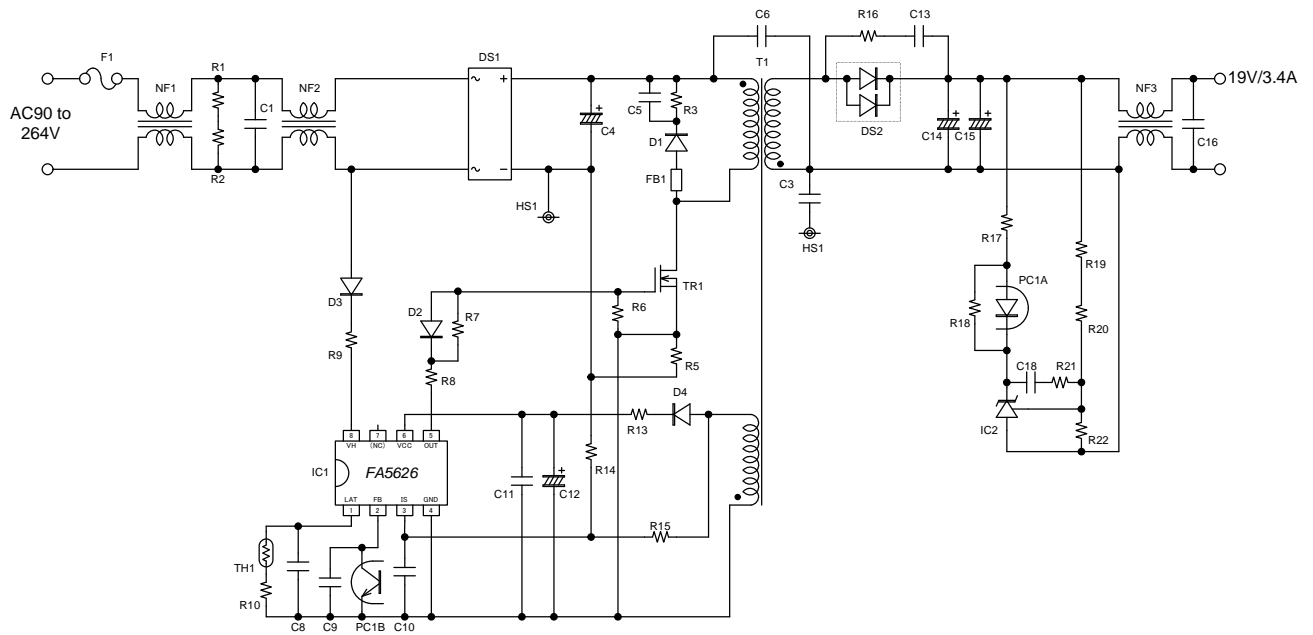 C6
R16
C13
F1
DS1
T1
NF1
R1
C1
NF2
~
+
C5
R3
+
C4
D1
DS2
+
C14
+
C15
NF3
C16
19V/3.4A
AC90 to
264V
R2
~
−
FB1
C3
HS1
HS1
R17
R19
D3
TR1
PC1A
D2
R7
R6
R18
R20
R9
R8
R5
C18
R21
D4
IC2
R22
R13
8
7
6
5
VH
(NC)
VCC
OUT
IC1
FA5626
R14
+
C11
C12
LAT
FB
IS
GND
1
2
3
4
R15
TH1
R10
C8
C9
PC1B
C10